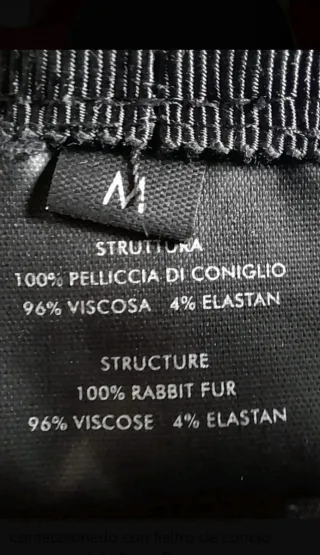 M
STRUTTURA
100% PELLICCIA DI CONIGLIO
96% VISCOSA 4% ELASTAN
STRUCTURE
100% RABBIT FUR
96% VISCOSE 4% ELASTAN